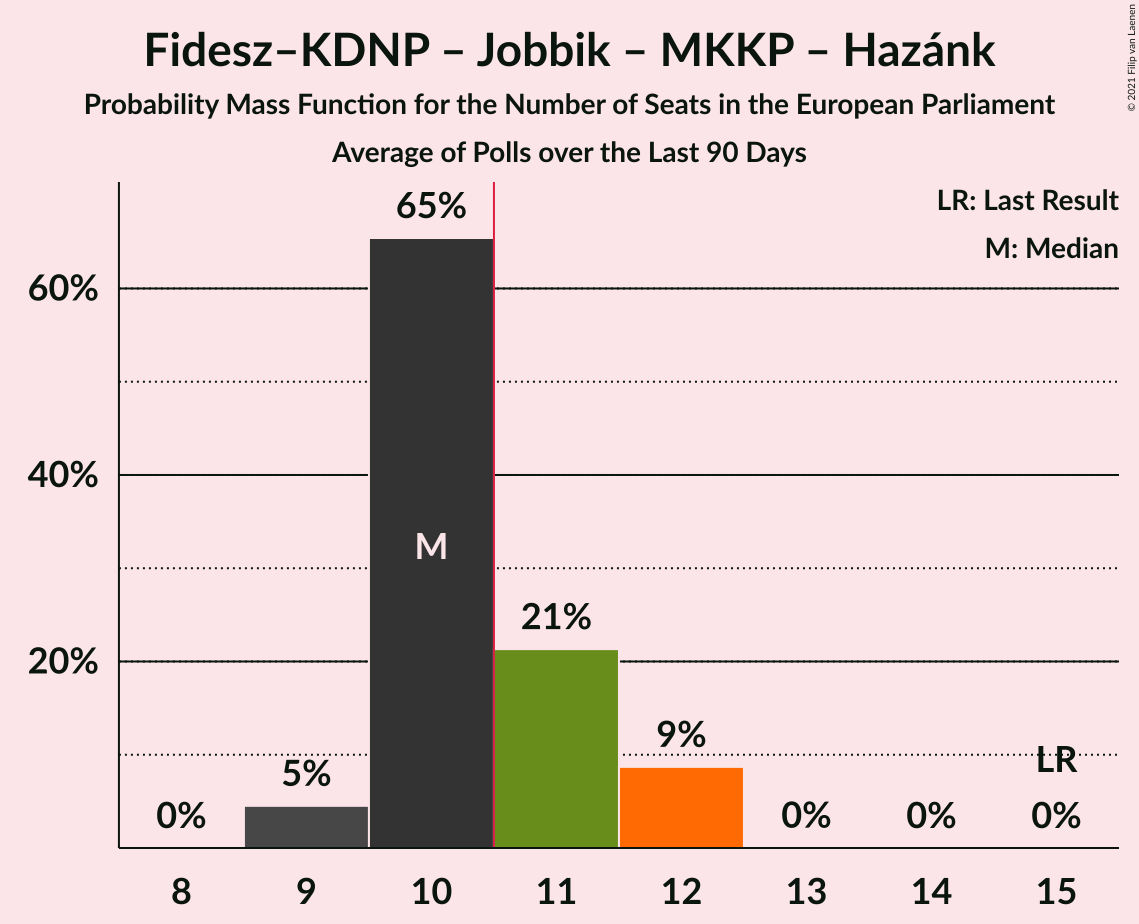 Fidesz–KDNP – Jobbik – MKKP – Hazánk
Probability Mass Function for the Number of Seats in the European Parliament
Average of Polls over the Last 90 Days
© 2021 Filip van Laenen
LR: Last Result
M: Median
65%
60%
40%
M
21%
20%
9%
LR
5%
0%
0%
0%
0%
8
9
10
11
12
13
14
15